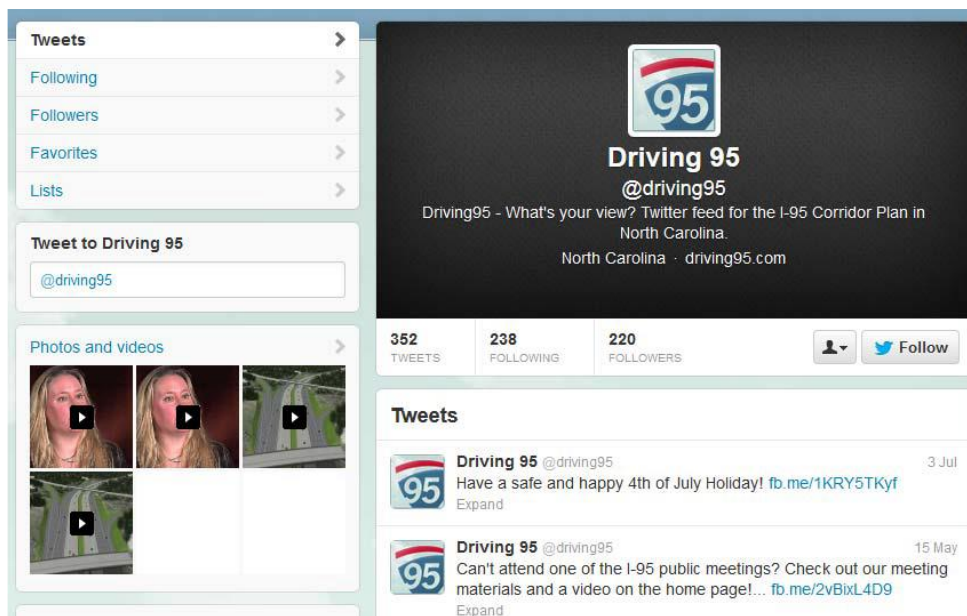 Tweets
Following
Followers
Favorites
Lists
Tweet to Driving 95
@driving95
Photos and videos
95
Driving 95
@driving95
Driving95 - What's your view? Twitter feed for the I-95 Corridor Plan in
North Carolina.
North Carolina · driving95.com
352
TWEETS
238
FOLLOWING
220
FOLLOWERS
Follow
Tweets
95
Driving 95 @driving95 3 Jul
Have a safe and happy 4th of July Holiday! fb.me/1KRY5TKyf
Expand
95
Driving 95 @driving95 15 May
Can't attend one of the I-95 public meetings? Check out our meeting
materials and a video on the home page!... fb.me/2vBixL4D9
Expand